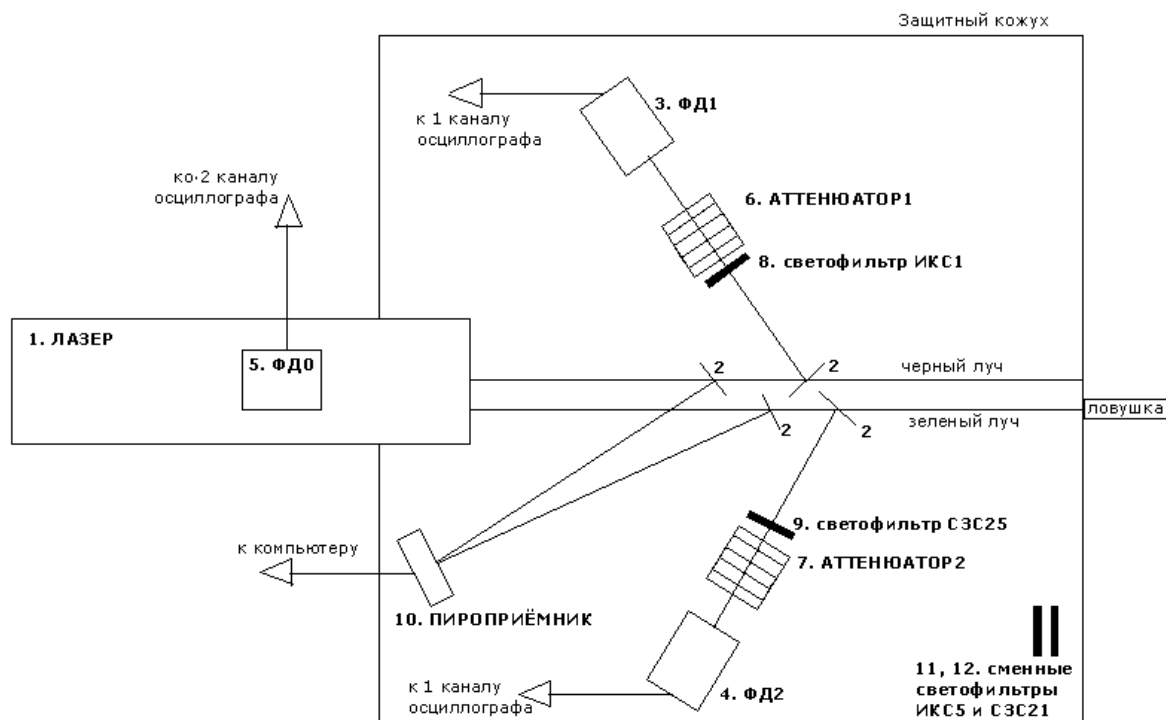 Защитный кожух
3. ФД1
к 1 каналу
осциллографа
ко·2 каналу
осциллографа
6. АТТЕНЮАТОР1
8. светофильтр ИКС1
1. ЛАЗЕР
5. ФД0
2
2
черный луч
ловушка
2
2
зеленый луч
9. светофильтр СЗС25
к компьютеру
7. АТТЕНЮАТОР2
10. ПИРОПРИЁМНИК
11, 12. сменные
светофильтры
ИКС5 и СЗС21
к 1 каналу
осциллографа
4. ФД2